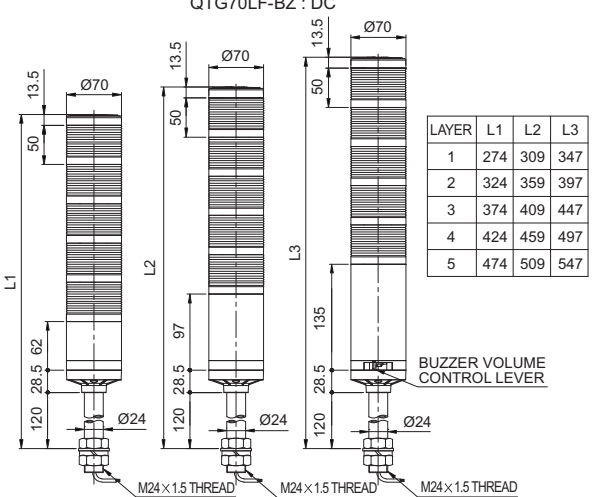 QTG70LF-BZ : DC
13.5
Ø70
50
L1
62
28.5
120
Ø24
M24×1.5 THREAD
13.5
Ø70
50
L2
97
28.5
120
Ø24
M24×1.5 THREAD
13.5
Ø70
50
L3
135
28.5
120
Ø24
M24×1.5 THREAD
BUZZER VOLUME
CONTROL LEVER
LAYER L1 L2 L3
1 274 309 347
2 324 359 397
3 374 409 447
4 424 459 497
5 474 509 547